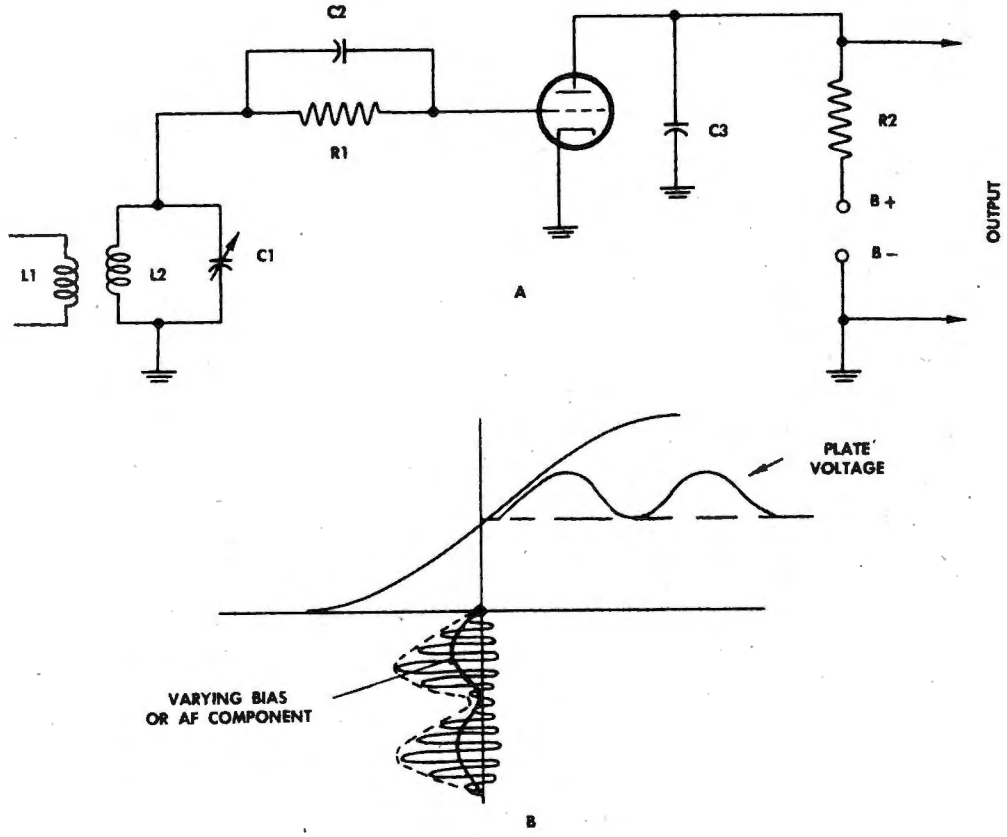 C2
R1
C3
R2
B+
B−
OUTPUT
L1
L2
C1
A
PLATE
VOLTAGE
VARYING BIAS
OR AF COMPONENT
B